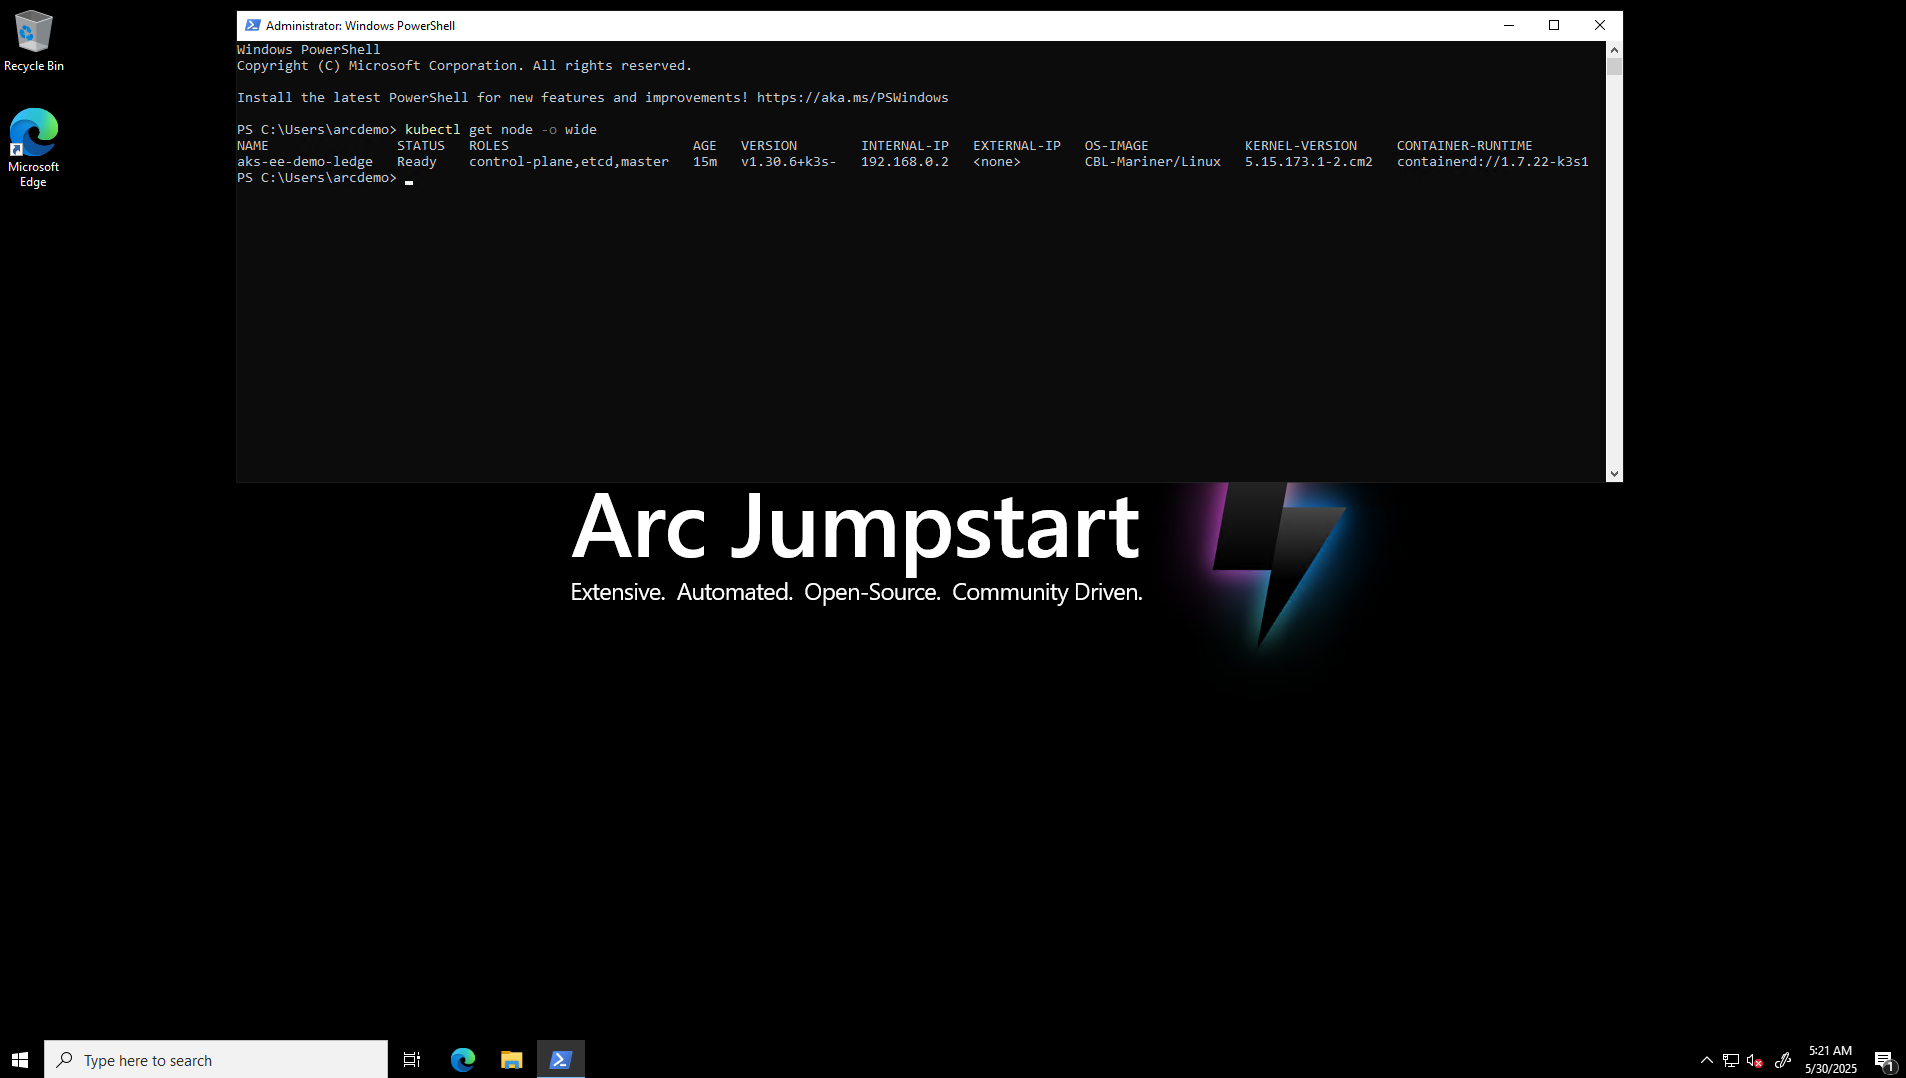 Recycle Bin
Microsoft
Edge
Administrator: Windows PowerShell
Windows PowerShell
Copyright (C) Microsoft Corporation. All rights reserved.
Install the latest PowerShell for new features and improvements! https://aka.ms/PSWindows
PS C:\Users\arcdemo> kubectl get node -o wide
NAME STATUS ROLES AGE VERSION INTERNAL-IP EXTERNAL-IP OS-IMAGE KERNEL-VERSION CONTAINER-RUNTIME
aks-ee-demo-ledge Ready control-plane,etcd,master 15m v1.30.6+k3s- 192.168.0.2 <none> CBL-Mariner/Linux 5.15.173.1-2.cm2 containerd://1.7.22-k3s1
PS C:\Users\arcdemo>
Arc Jumpstart
Extensive. Automated. Open-Source. Community Driven.
Type here to search
5:21 AM
5/30/2025
1